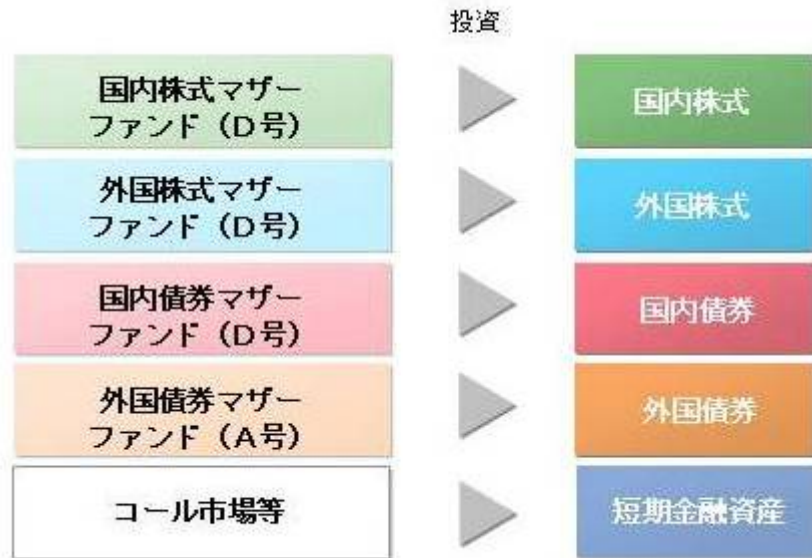 投資
国内株式マザー
ファンド（D号）
国内株式
外国株式マザー
ファンド（D号）
外国株式
国内債券マザー
ファンド（D号）
国内債券
外国債券マザー
ファンド（A号）
外国債券
コール市場等
短期金融資産